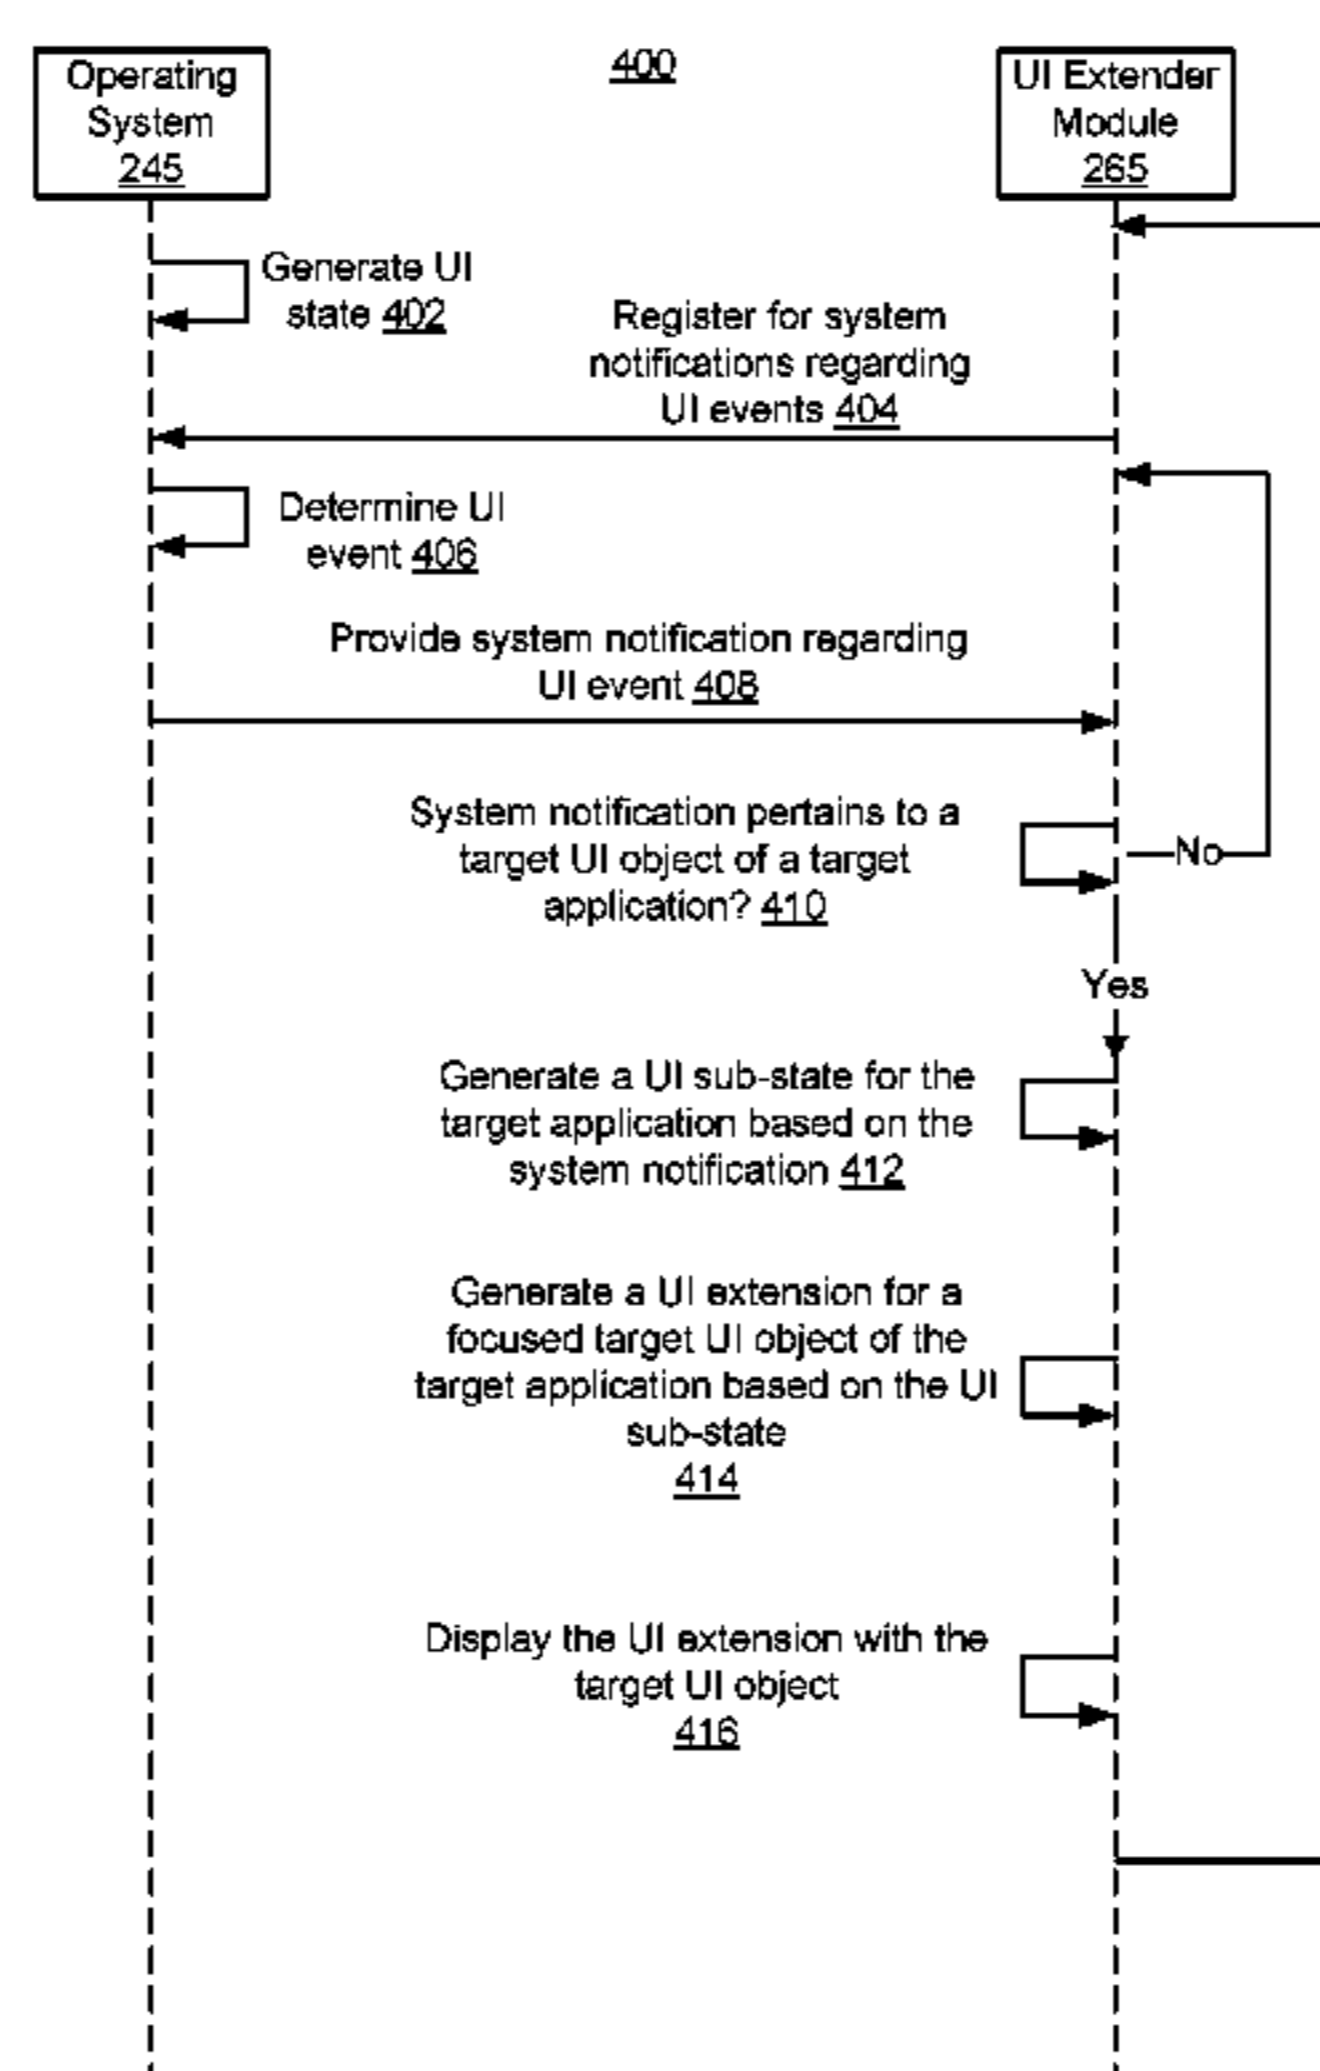 400
Operating
System
245
UI Extender
Module
265
Generate UI
state 402
Register for system
notifications regarding
UI events 404
Determine UI
event 406
Provide system notification regarding
UI event 408
System notification pertains to a
target UI object of a target
application? 410
No
Yes
Generate a UI sub-state for the
target application based on the
system notification 412
Generate a UI extension for a
focused target UI object of the
target application based on the UI
sub-state
414
Display the UI extension with the
target UI object
416